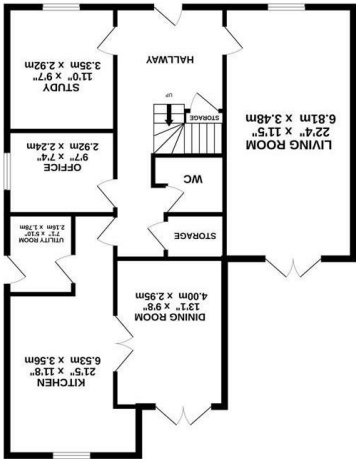 KITCHEN
21'5" x 11'8"
6.53m x 3.56m
DINING ROOM
13'1" x 9'8"
4.00m x 2.95m
UTILITY ROOM
7'1" x 5'10"
2.16m x 1.78m
STORAGE
WC
OFFICE
9'7" x 7'4"
2.92m x 2.24m
LIVING ROOM
22'4" x 11'5"
6.81m x 3.48m
STORAGE
UP
STUDY
11'0" x 9'7"
3.35m x 2.92m
HALLWAY